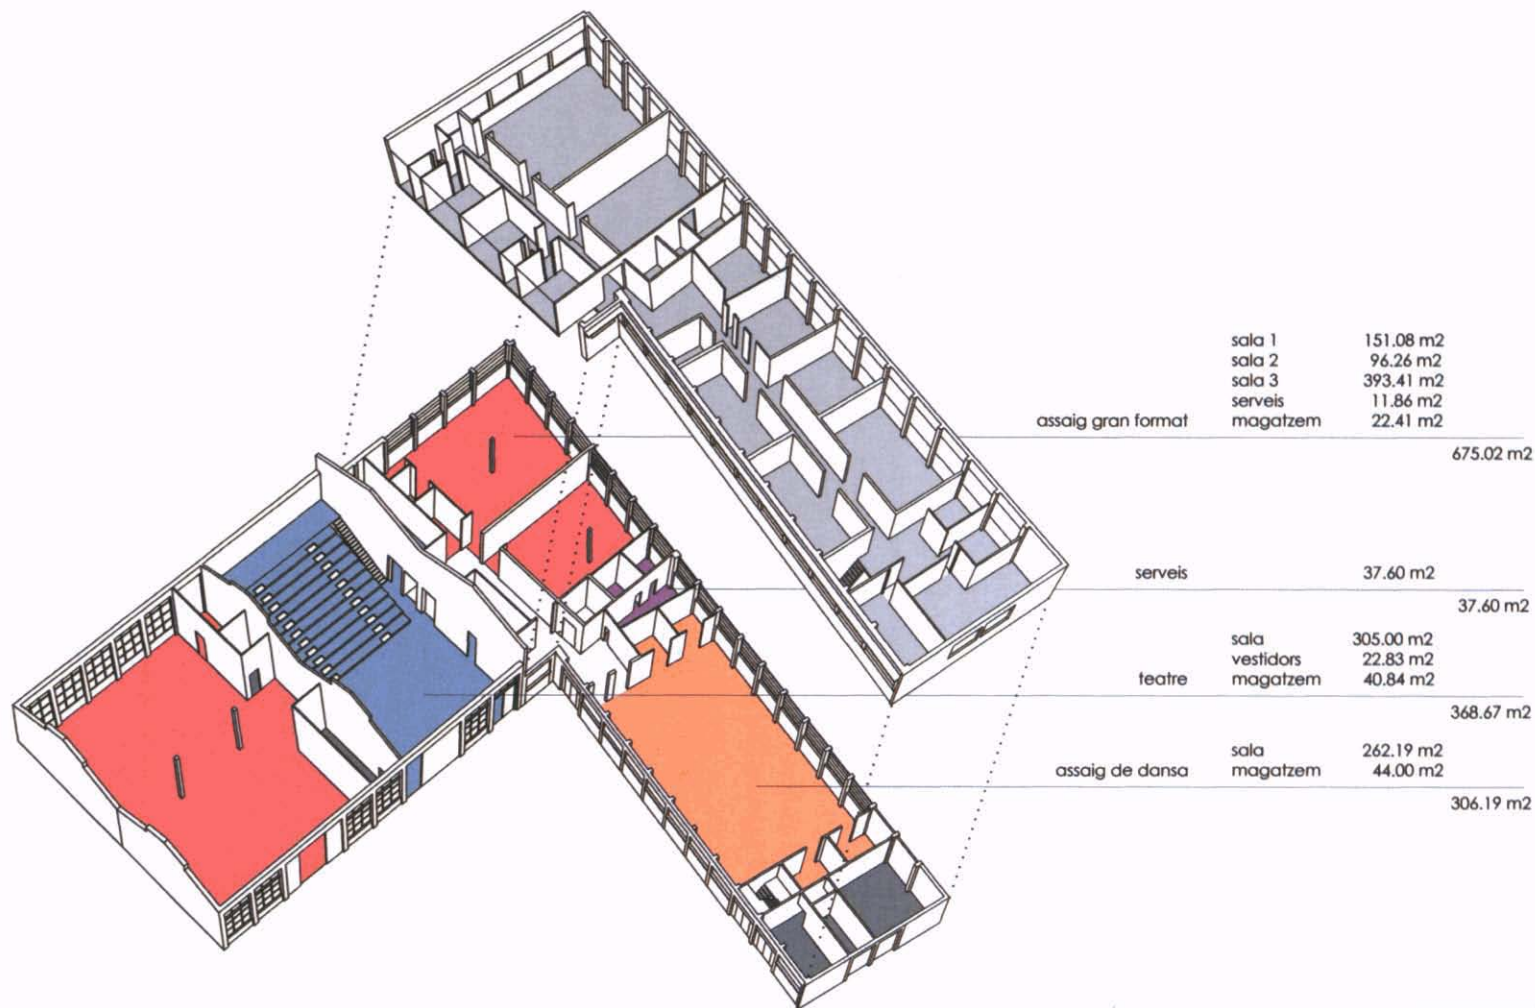 sala 1 151.08 m2
sala 2 96.26 m2
sala 3 393.41 m2
serveis 11.86 m2
assaig gran format magatzem 22.41 m2
675.02 m2
serveis 37.60 m2
37.60 m2
sala 305.00 m2
vestidors 22.83 m2
teatre magatzem 40.84 m2
368.67 m2
sala 262.19 m2
assaig de dansa magatzem 44.00 m2
306.19 m2